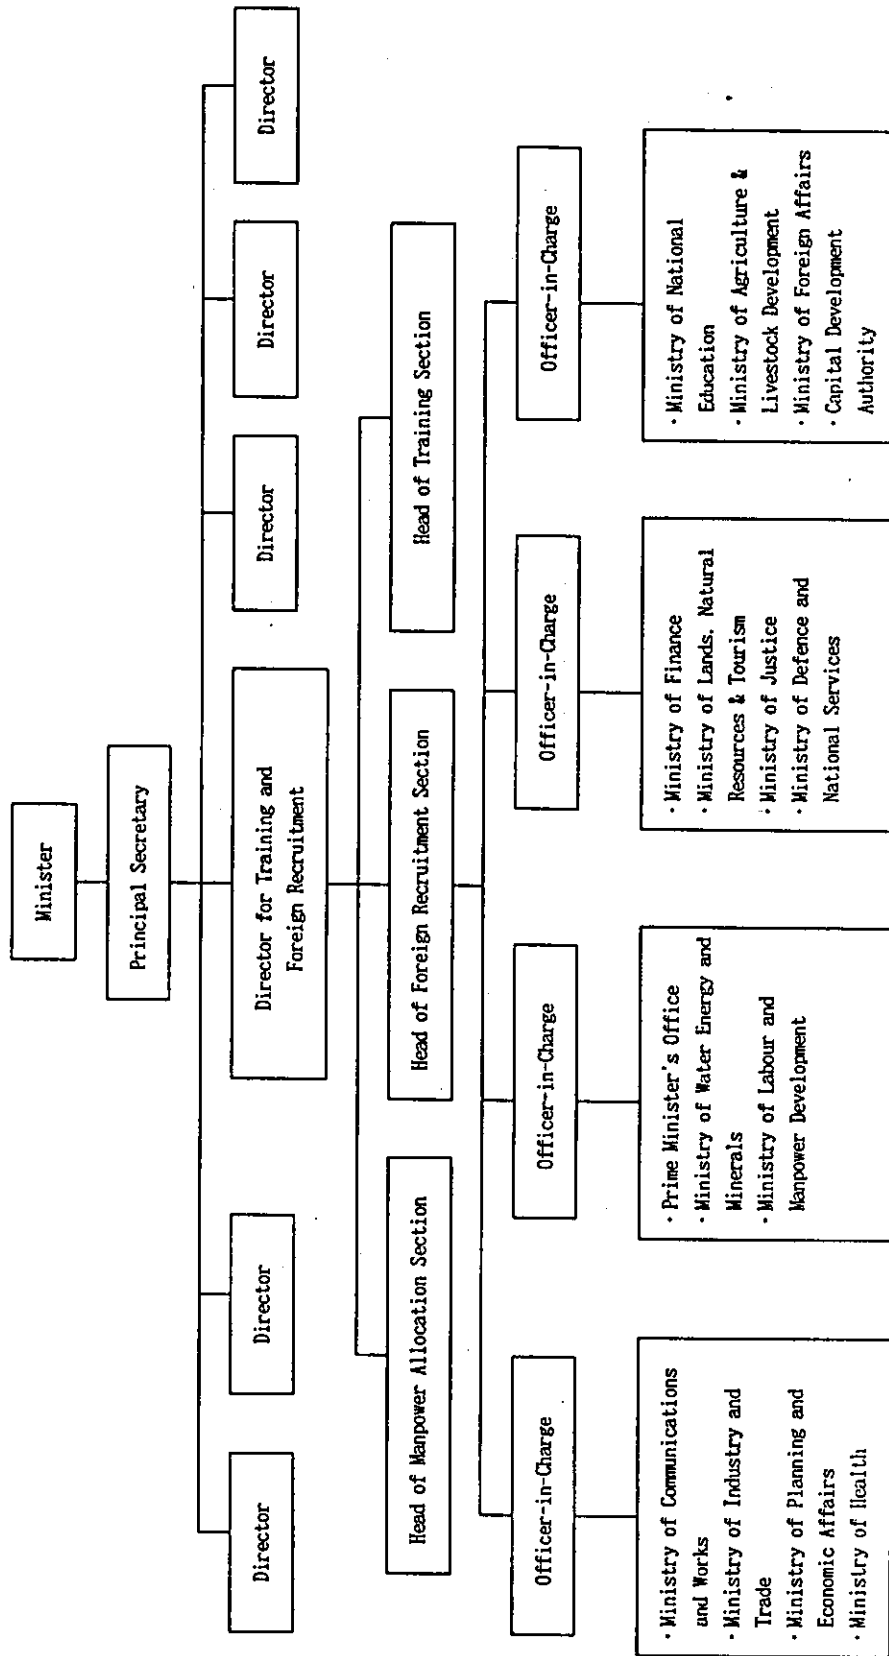 Minister
Principal Secretary
Director
Director
Director for Training and
Foreign Recruitment
Director
Director
Director
Head of Manpower Allocation Section
Head of Foreign Recruitment Section
Head of Training Section
Officer-in-Charge
Officer-in-Charge
Officer-in-Charge
Officer-in-Charge
· Ministry of Communications
and Works
· Ministry of Industry and
Trade
· Ministry of Planning and
Economic Affairs
· Ministry of Health
· Prime Minister's Office
· Ministry of Water Energy and
Minerals
· Ministry of Labour and
Manpower Development
· Ministry of Finance
· Ministry of Lands. Natural
Resources & Tourism
· Ministry of Justice
· Ministry of Defence and
National Services
· Ministry of National
Education
· Ministry of Agriculture &
Livestock Development
· Ministry of Foreign Affairs
· Capital Development
Authority